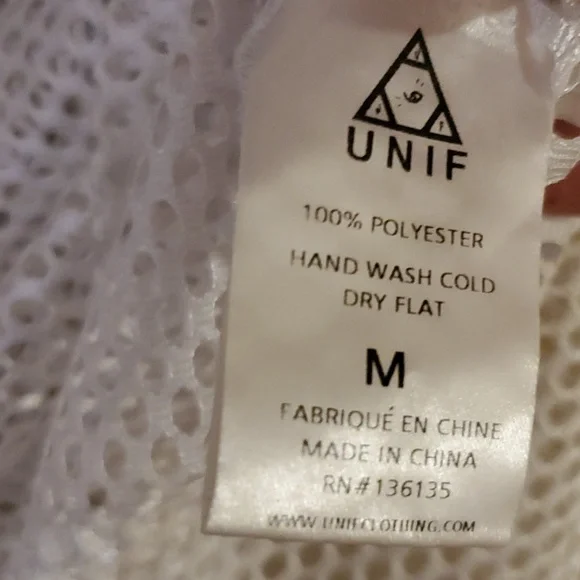 UNIF
100% POLYESTER
HAND WASH COLD
DRY FLAT
M
FABRIQUÉ EN CHINE
MADE IN CHINA
RN#136135
WWW.UNIFCLOTHING.COM